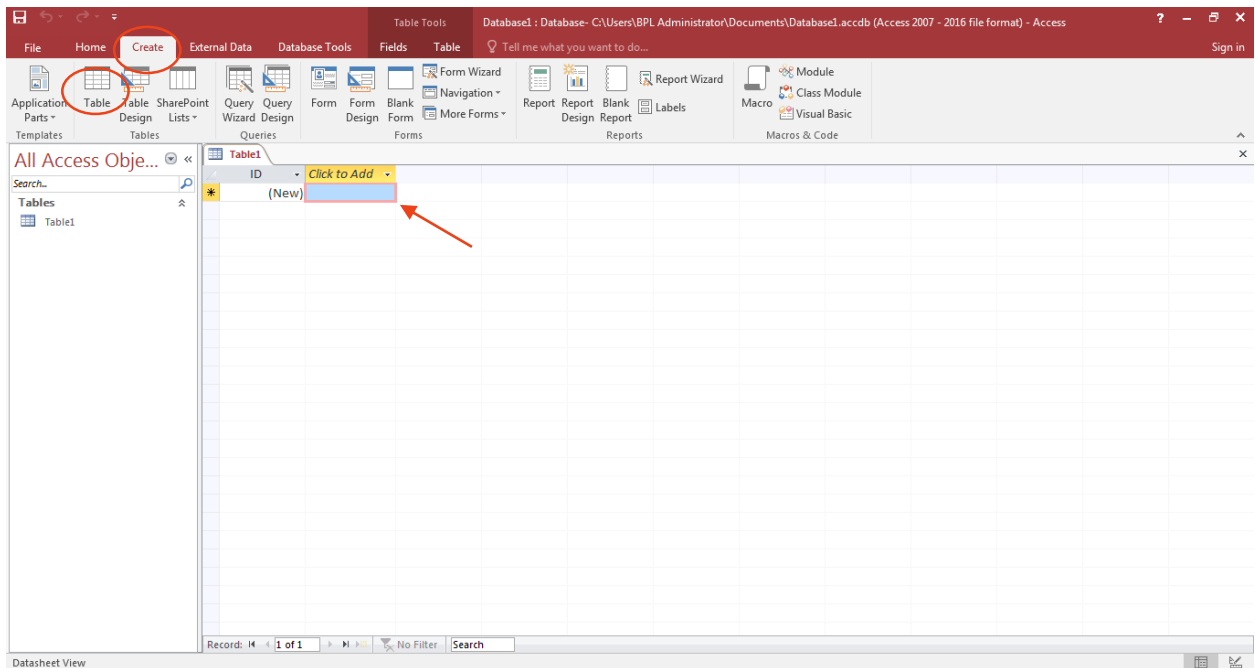 Table Tools
Database1 : Database- C:\Users\BPL Administrator\Documents\Database1.accdb (Access 2007 - 2016 file format) - Access
?
File Home Create External Data Database Tools Fields Table Tell me what you want to do... Sign in
Application Parts
Table
Table Design
SharePoint Lists
Query Wizard
Query Design
Form
Form Design
Blank Form
Form Wizard
Navigation
More Forms
Report
Report Design
Blank Report
Report Wizard
Labels
Macro
Module
Class Module
Visual Basic
Templates Tables Queries Forms Reports Macros & Code
All Access Obje...
Search...
Tables
Table1
Table1
ID Click to Add
(New)
Record: 1 of 1 No Filter Search
Datasheet View